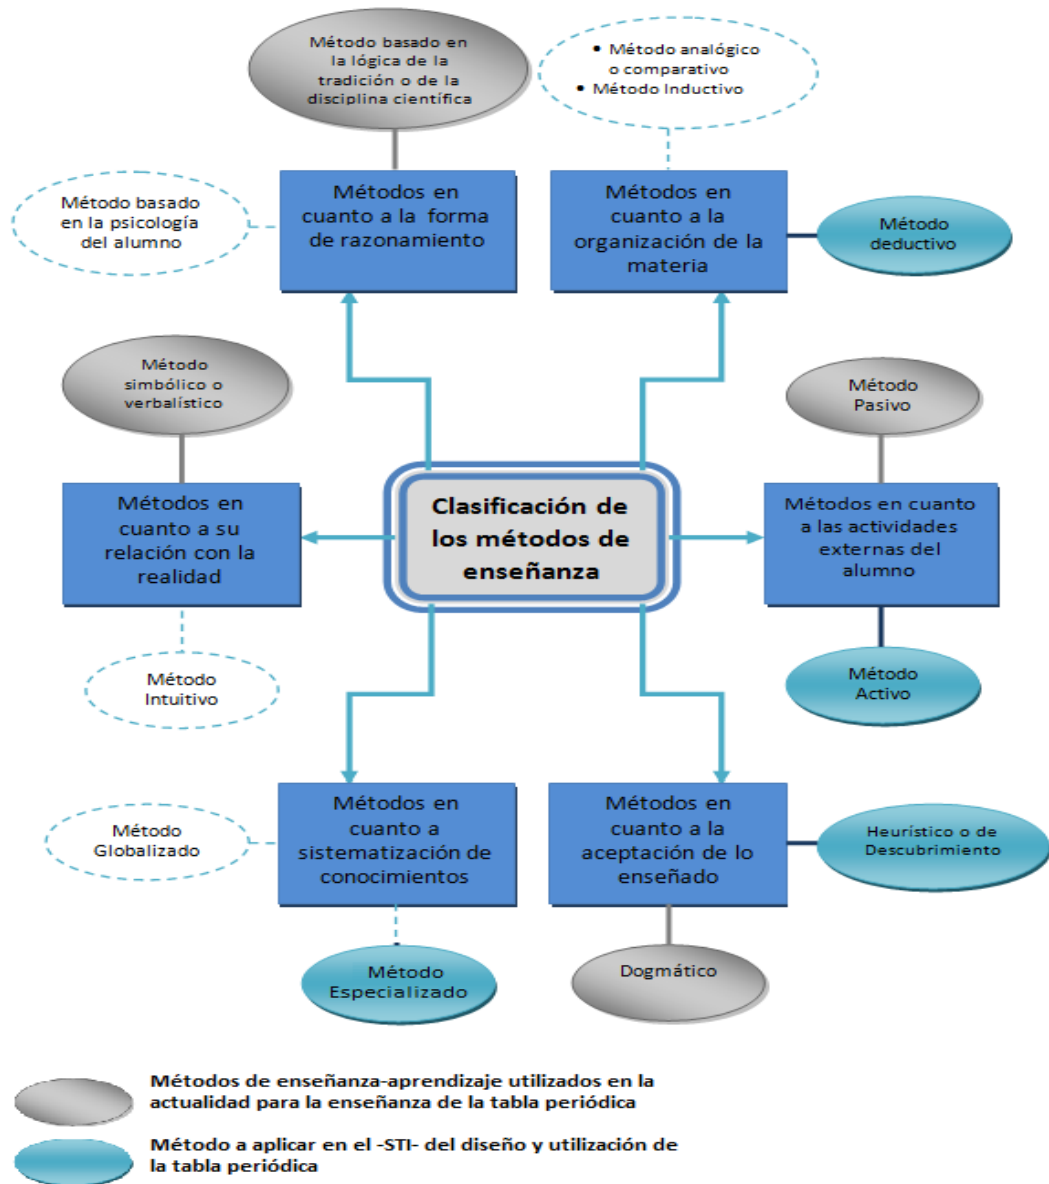 Método basado en
la lógica de la
tradición o de la
disciplina científica
• Método analógico
o comparativo
• Método Inductivo
Método basado
en la psicología
del alumno
Métodos en
cuanto a la forma
de razonamiento
Métodos en
cuanto a la
organización de la
materia
Método
deductivo
Método
simbólico o
verbalístico
Método
Pasivo
Métodos en
cuanto a su
relación con la
realidad
Clasificación de
los métodos de
enseñanza
Métodos en cuanto
a las actividades
externas del
alumno
Método
Intuitivo
Método
Activo
Método
Globalizado
Métodos en
cuanto a
sistematización de
conocimientos
Métodos en
cuanto a la
aceptación de lo
enseñado
Heurístico o de
Descubrimiento
Método
Especializado
Dogmático
Métodos de enseñanza-aprendizaje utilizados en la
actualidad para la enseñanza de la tabla periódica
Método a aplicar en el -STI- del diseño y utilización de
la tabla periódica